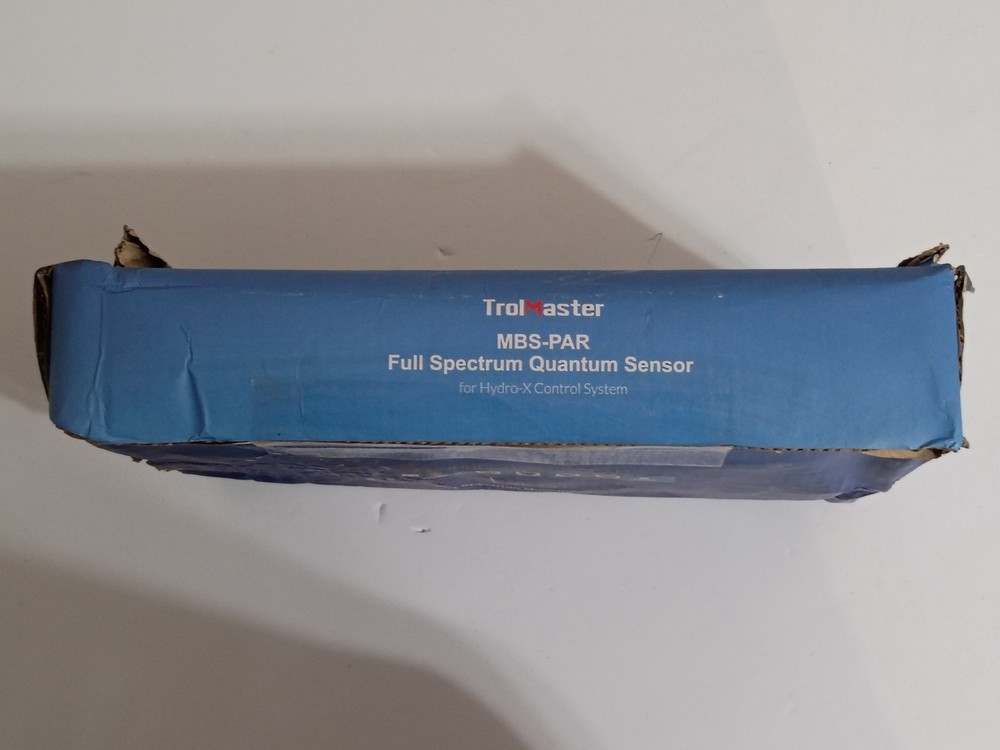 TrolMaster
MBS-PAR
Full Spectrum Quantum Sensor
for Hydro-X Control System